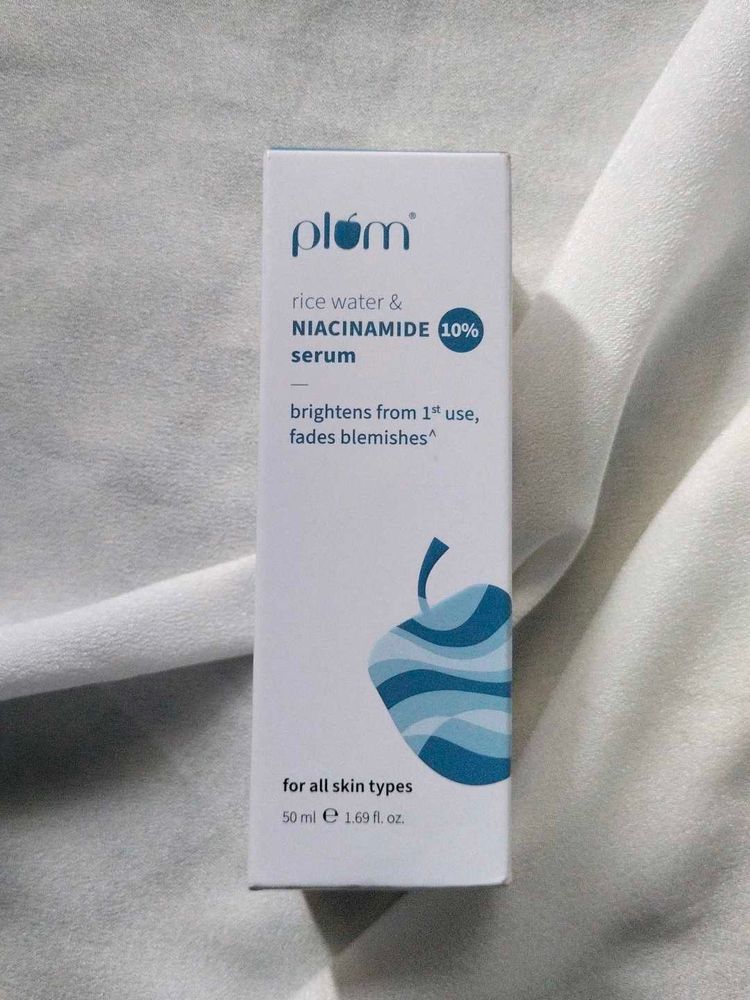 plum®
rice water &
NIACINAMIDE 10%
serum
brightens from 1st use,
fades blemishes^
for all skin types
50 ml ℮ 1.69 fl. oz.